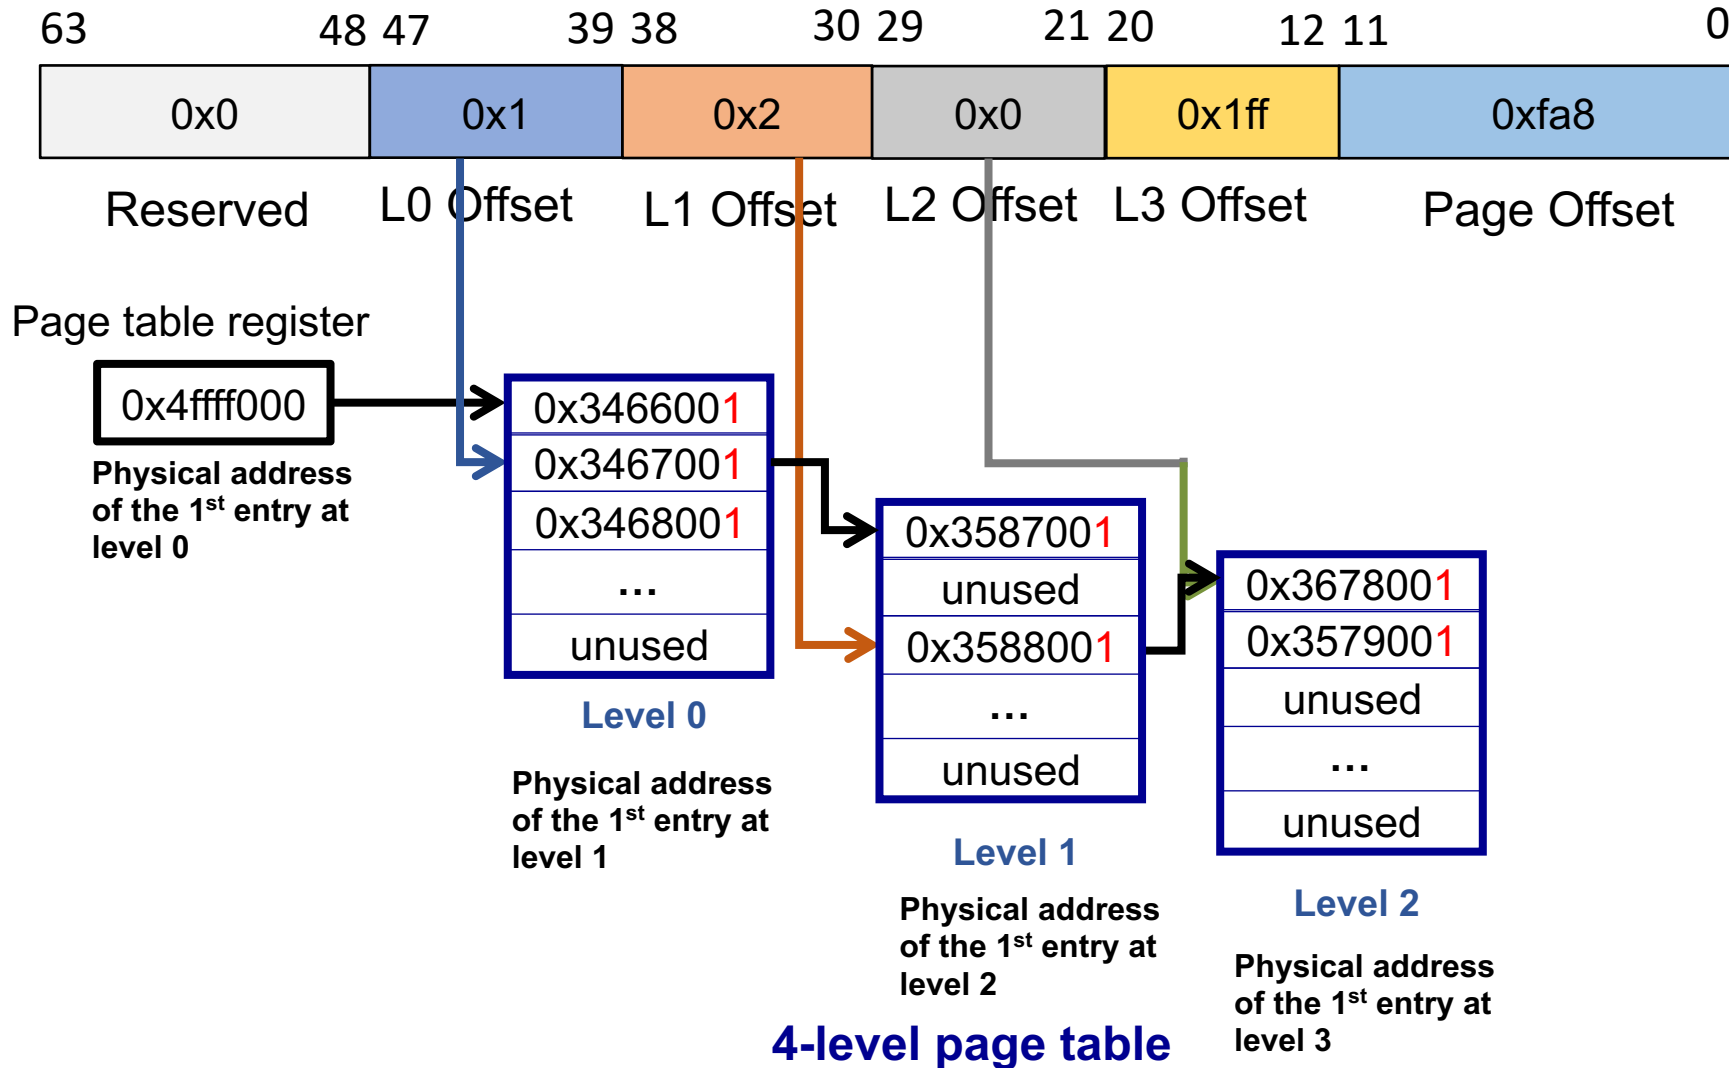 63 48 47 39 38 30 29 21 20 12 11 0
0x0 0x1 0x2 0x0 0x1ff 0xfa8
Reserved L0 Offset L1 Offset L2 Offset L3 Offset Page Offset
Page table register
0x4ffff000
Physical address
of the 1st entry at
level 0
0x3466001
0x3467001
0x3468001
...
unused
Level 0
Physical address
of the 1st entry at
level 1
0x3587001
unused
0x3588001
...
unused
Level 1
Physical address
of the 1st entry at
level 2
0x3678001
0x3579001
unused
...
unused
Level 2
Physical address
of the 1st entry at
level 3
4-level page table